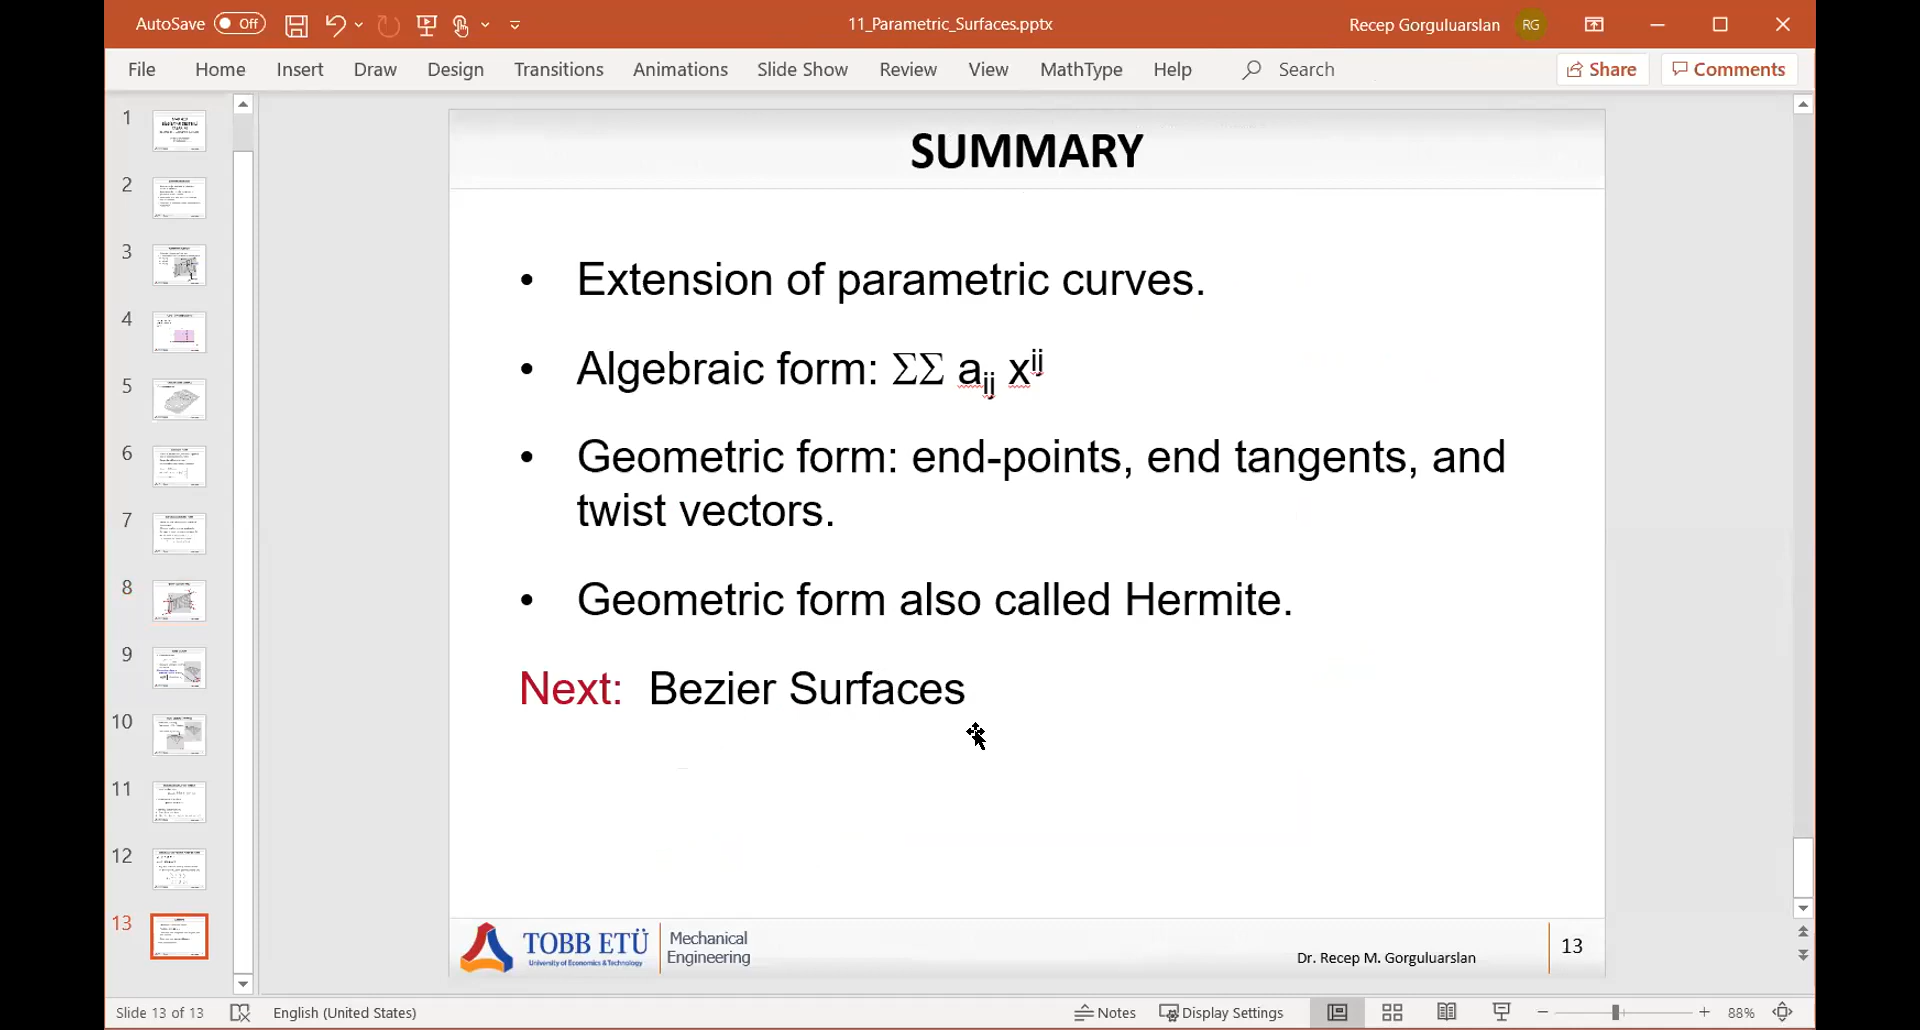 AutoSave Off 11_Parametric_Surfaces.pptx Recep Gorguluarslan RG
File Home Insert Draw Design Transitions Animations Slide Show Review View MathType Help Search Share Comments
1
2
3
4
5
6
7
8
9
10
11
12
13
SUMMARY
• Extension of parametric curves.
• Algebraic form: ΣΣ aij x^ij
• Geometric form: end-points, end tangents, and
twist vectors.
• Geometric form also called Hermite.
Next: Bezier Surfaces
TOBB ETÜ
University of Economics & Technology
Mechanical
Engineering
Dr. Recep M. Gorguluarslan
13
Slide 13 of 13 English (United States) Notes Display Settings 88%